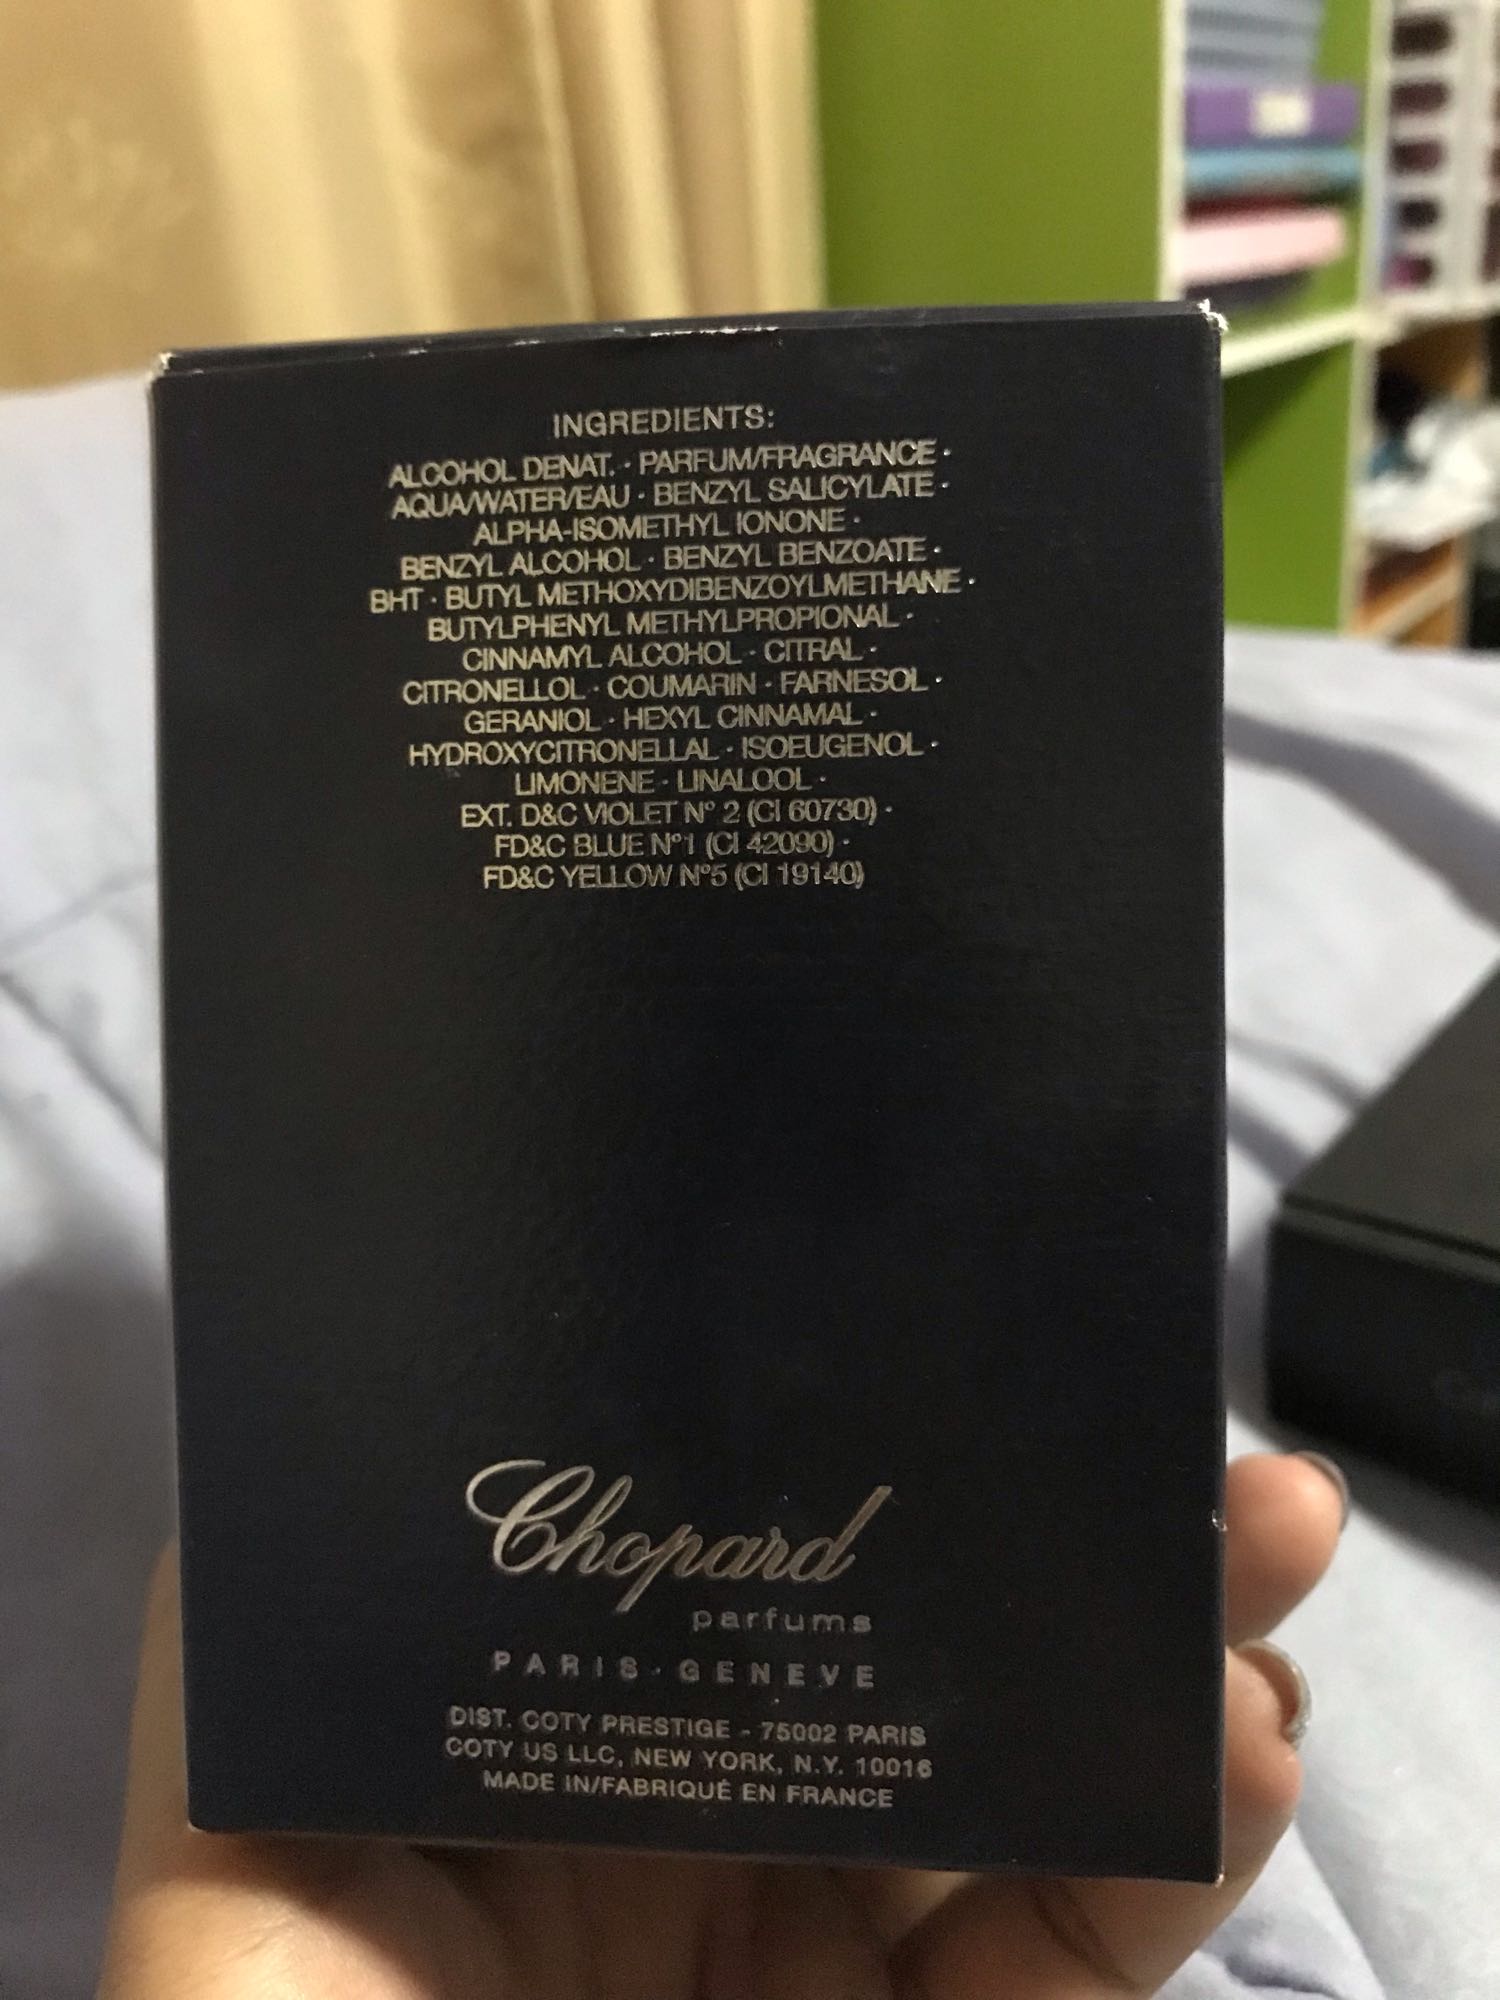 INGREDIENTS:
ALCOHOL DENAT. · PARFUM/FRAGRANCE ·
AQUA/WATER/EAU · BENZYL SALICYLATE ·
ALPHA-ISOMETHYL IONONE ·
BENZYL ALCOHOL · BENZYL BENZOATE ·
BHT · BUTYL METHOXYDIBENZOYLMETHANE ·
BUTYLPHENYL METHYLPROPIONAL ·
CINNAMYL ALCOHOL · CITRAL ·
CITRONELLOL · COUMARIN · FARNESOL ·
GERANIOL · HEXYL CINNAMAL ·
HYDROXYCITRONELLAL · ISOEUGENOL ·
LIMONENE · LINALOOL ·
EXT. D&C VIOLET N° 2 (CI 60730) ·
FD&C BLUE N°1 (CI 42090) ·
FD&C YELLOW N°5 (CI 19140)
Chopard
parfums
PARIS · GENEVE
DIST. COTY PRESTIGE - 75002 PARIS
COTY US LLC, NEW YORK, N.Y. 10016
MADE IN/FABRIQUÉ EN FRANCE